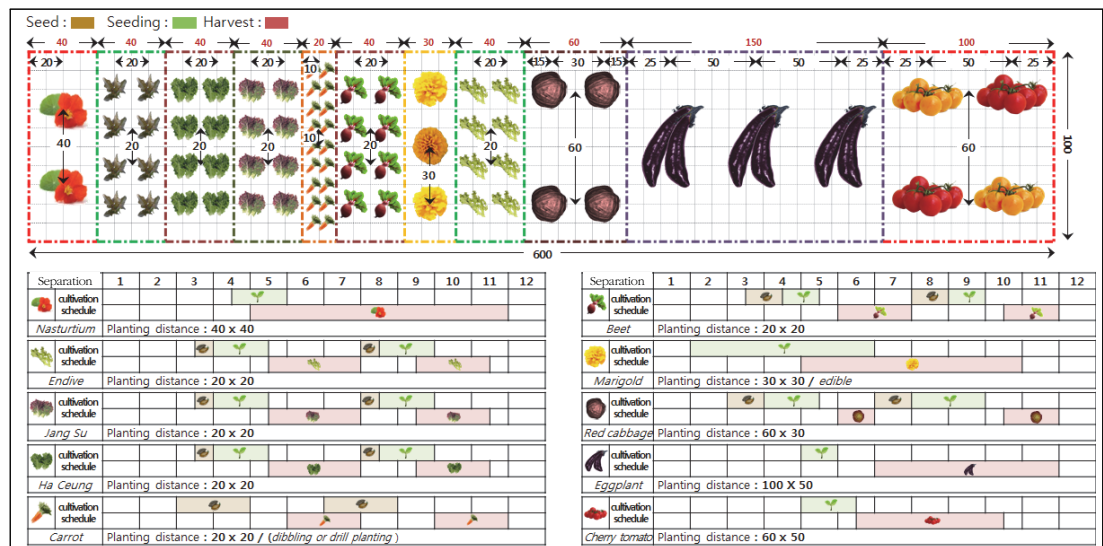 Seed : Seeding : Harvest :
40 40 40 40 20 40 30 40 60 150 100
20 20 20 20 10 20 20 15 30 15 25 50 50 25 25 50 25
40 20 20 20 10 20 30 20 60 60 100
600
Separation 1 2 3 4 5 6 7 8 9 10 11 12
cultivation schedule
Nasturtium Planting distance : 40 x 40
cultivation schedule
Endive Planting distance : 20 x 20
cultivation schedule
Jang Su Planting distance : 20 x 20
cultivation schedule
Ha Ceung Planting distance : 20 x 20
cultivation schedule
Carrot Planting distance : 20 x 20 / (dibbling or drill planting )
Separation 1 2 3 4 5 6 7 8 9 10 11 12
cultivation schedule
Beet Planting distance : 20 x 20
cultivation schedule
Marigold Planting distance : 30 x 30 / edible
cultivation schedule
Red cabbage Planting distance : 60 x 30
cultivation schedule
Eggplant Planting distance : 100 X 50
cultivation schedule
Cherry tomato Planting distance : 60 x 50